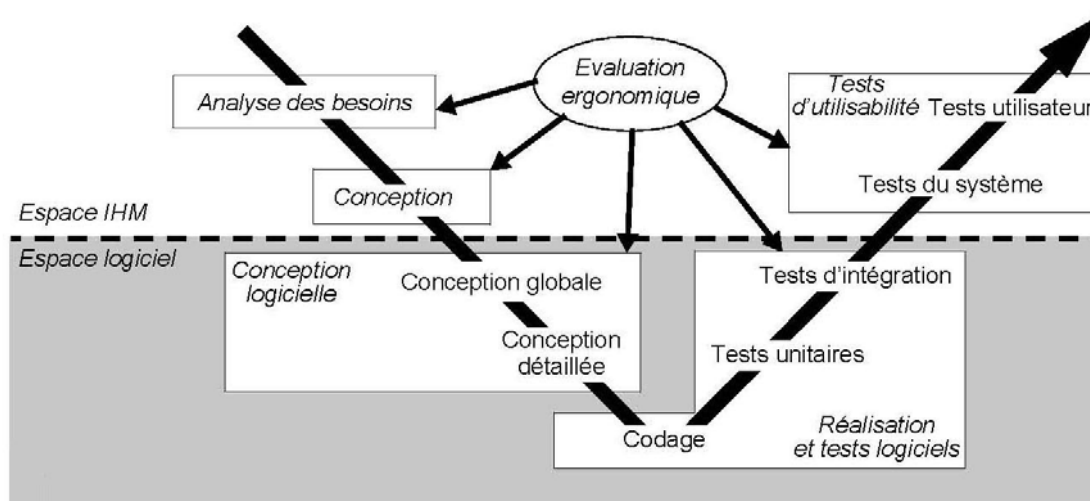 Evaluation
ergonomique
Analyse des besoins
Tests
d'utilisabilité
Tests utilisateur
Conception
Tests du système
Espace IHM
Espace logiciel
Conception
logicielle
Conception globale
Tests d'intégration
Conception
détaillée
Tests unitaires
Codage
Réalisation
et tests logiciels